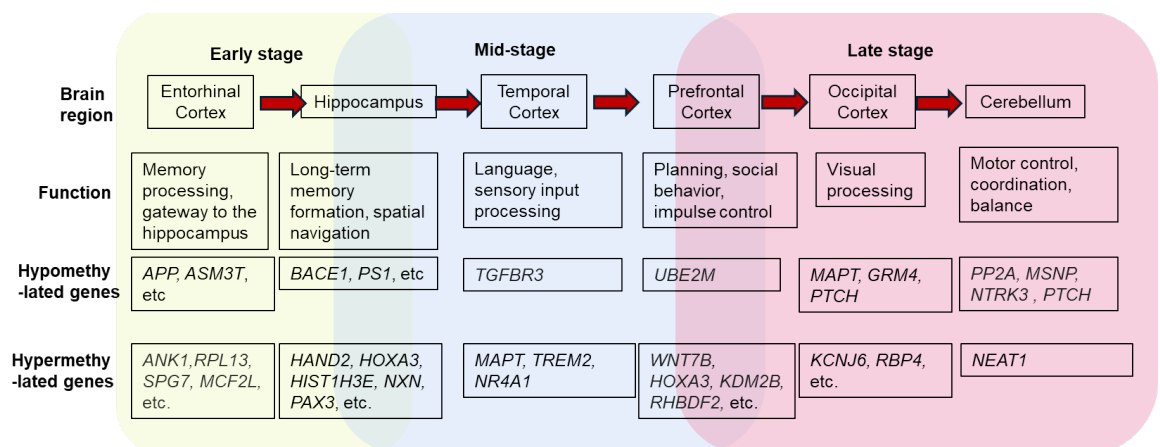 Early stage
Mid-stage
Late stage
Brain
region
Entorhinal
Cortex
Hippocampus
Temporal
Cortex
Prefrontal
Cortex
Occipital
Cortex
Cerebellum
Function
Memory
processing,
gateway to the
hippocampus
Long-term
memory
formation, spatial
navigation
Language,
sensory input
processing
Planning, social
behavior,
impulse control
Visual
processing
Motor control,
coordination,
balance
Hypomethy
-lated genes
APP, ASM3T,
etc
BACE1, PS1, etc
TGFBR3
UBE2M
MAPT, GRM4,
PTCH
PP2A, MSNP,
NTRK3 , PTCH
Hypermethy
-lated genes
ANK1,RPL13,
SPG7, MCF2L,
etc.
HAND2, HOXA3,
HIST1H3E, NXN,
PAX3, etc.
MAPT, TREM2,
NR4A1
WNT7B,
HOXA3, KDM2B,
RHBDF2, etc.
KCNJ6, RBP4,
etc.
NEAT1